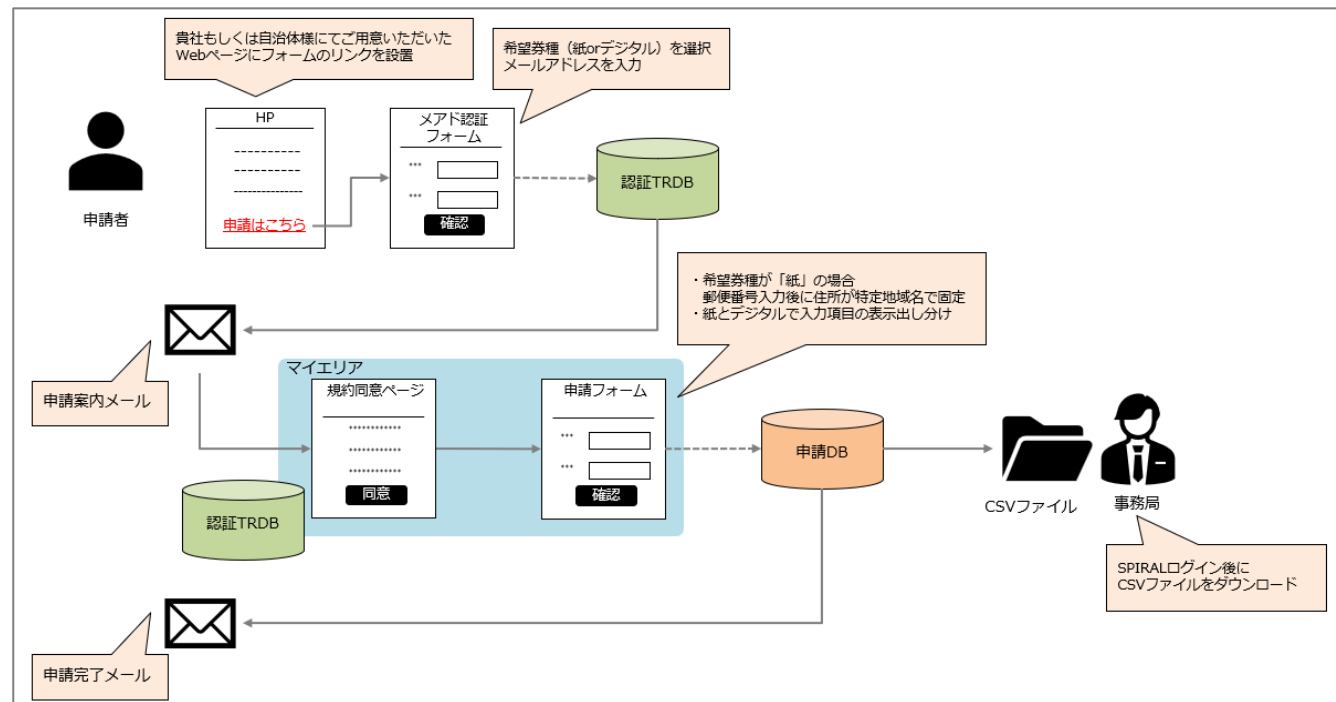 貴社もしくは自治体様にてご用意いただいた
Webページにフォームのリンクを設置
希望券種（紙orデジタル）を選択
メールアドレスを入力
HP
申請はこちら
メアド認証
フォーム
***
***
確認
認証TRDB
申請者
・希望券種が「紙」の場合
郵便番号入力後に住所が特定地域名で固定
・紙とデジタルで入力項目の表示出し分け
申請案内メール
マイエリア
規約同意ページ
************
************
************
同意
申請フォーム
***
***
確認
認証TRDB
申請DB
CSVファイル
事務局
SPIRALログイン後に
CSVファイルをダウンロード
申請完了メール